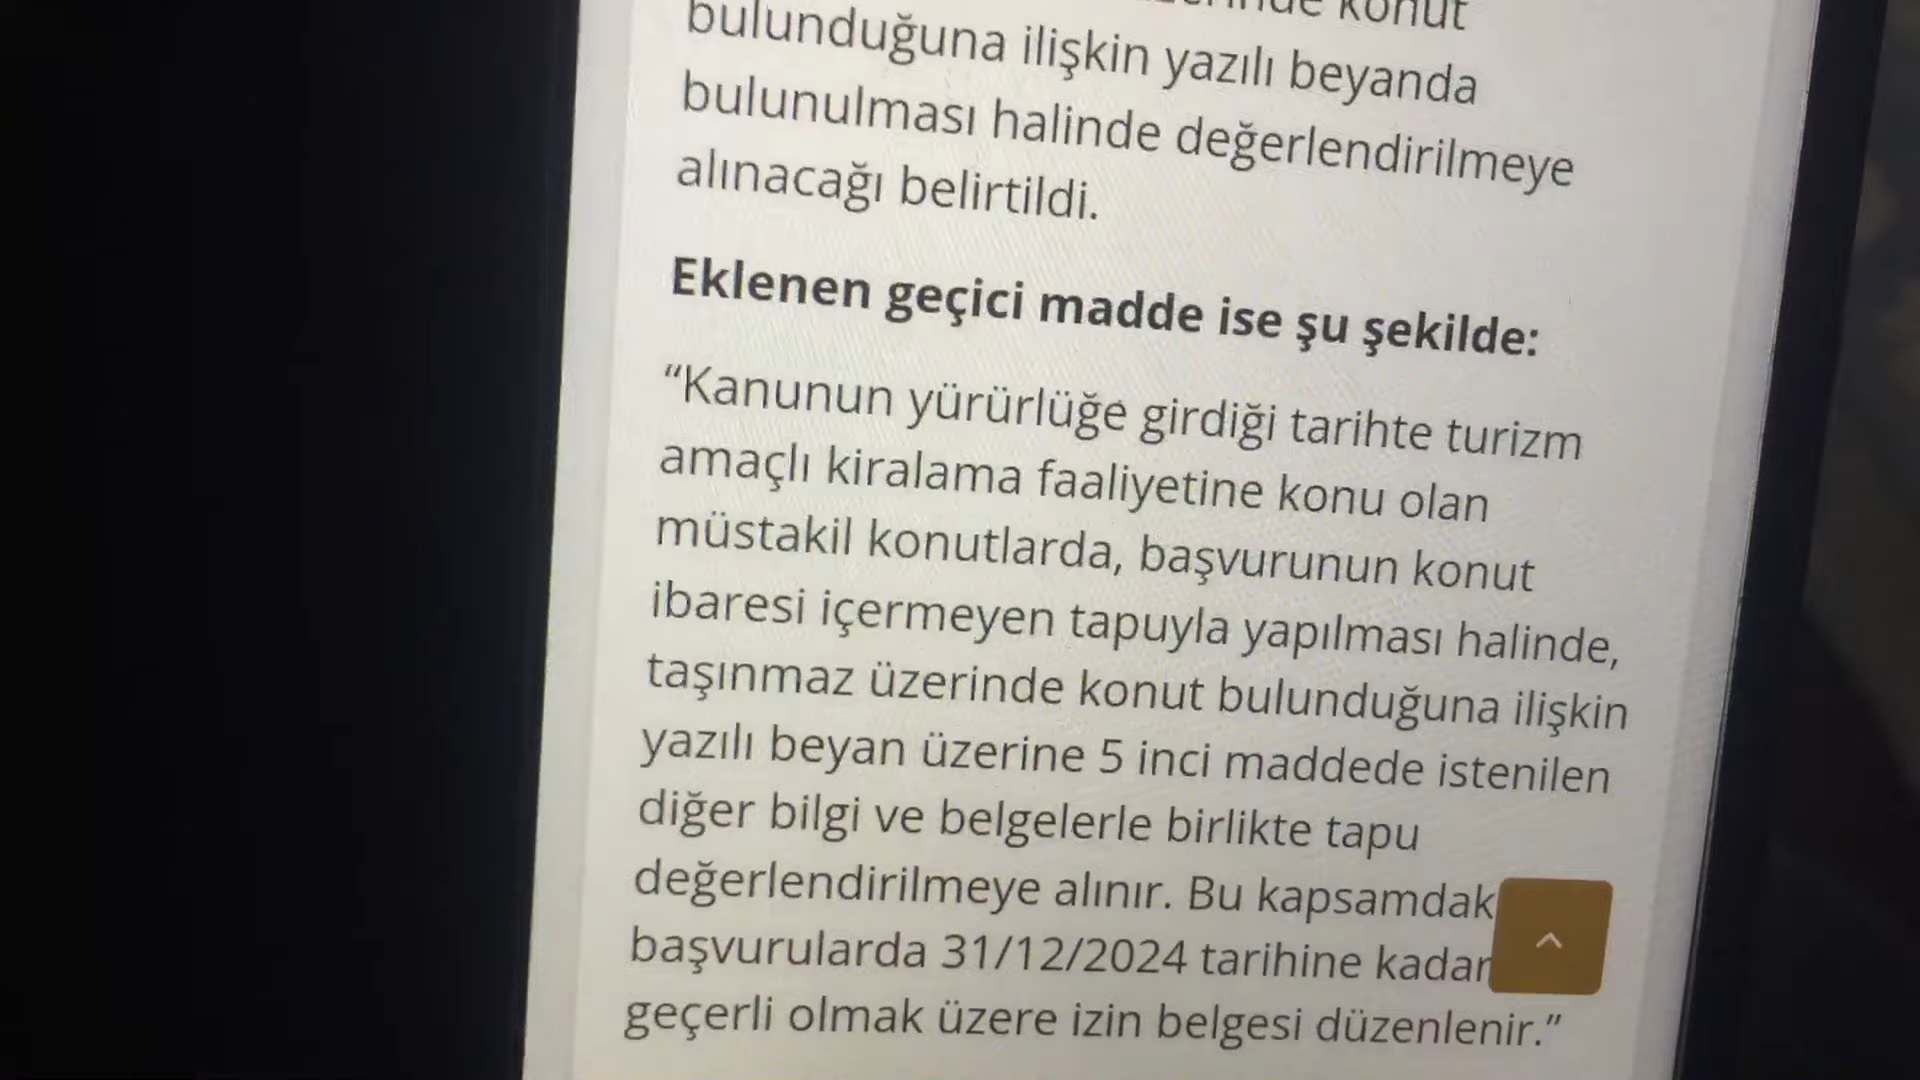 konut
bulunduğuna ilişkin yazılı beyanda
bulunulması halinde değerlendirilmeye
alınacağı belirtildi.
Eklenen geçici madde ise şu şekilde:
“Kanunun yürürlüğe girdiği tarihte turizm
amaçlı kiralama faaliyetine konu olan
müstakil konutlarda, başvurunun konut
ibaresi içermeyen tapuyla yapılması halinde,
taşınmaz üzerinde konut bulunduğuna ilişkin
yazılı beyan üzerine 5 inci maddede istenilen
diğer bilgi ve belgelerle birlikte tapu
değerlendirilmeye alınır. Bu kapsamdak
başvurularda 31/12/2024 tarihine kadar
geçerli olmak üzere izin belgesi düzenlenir.”